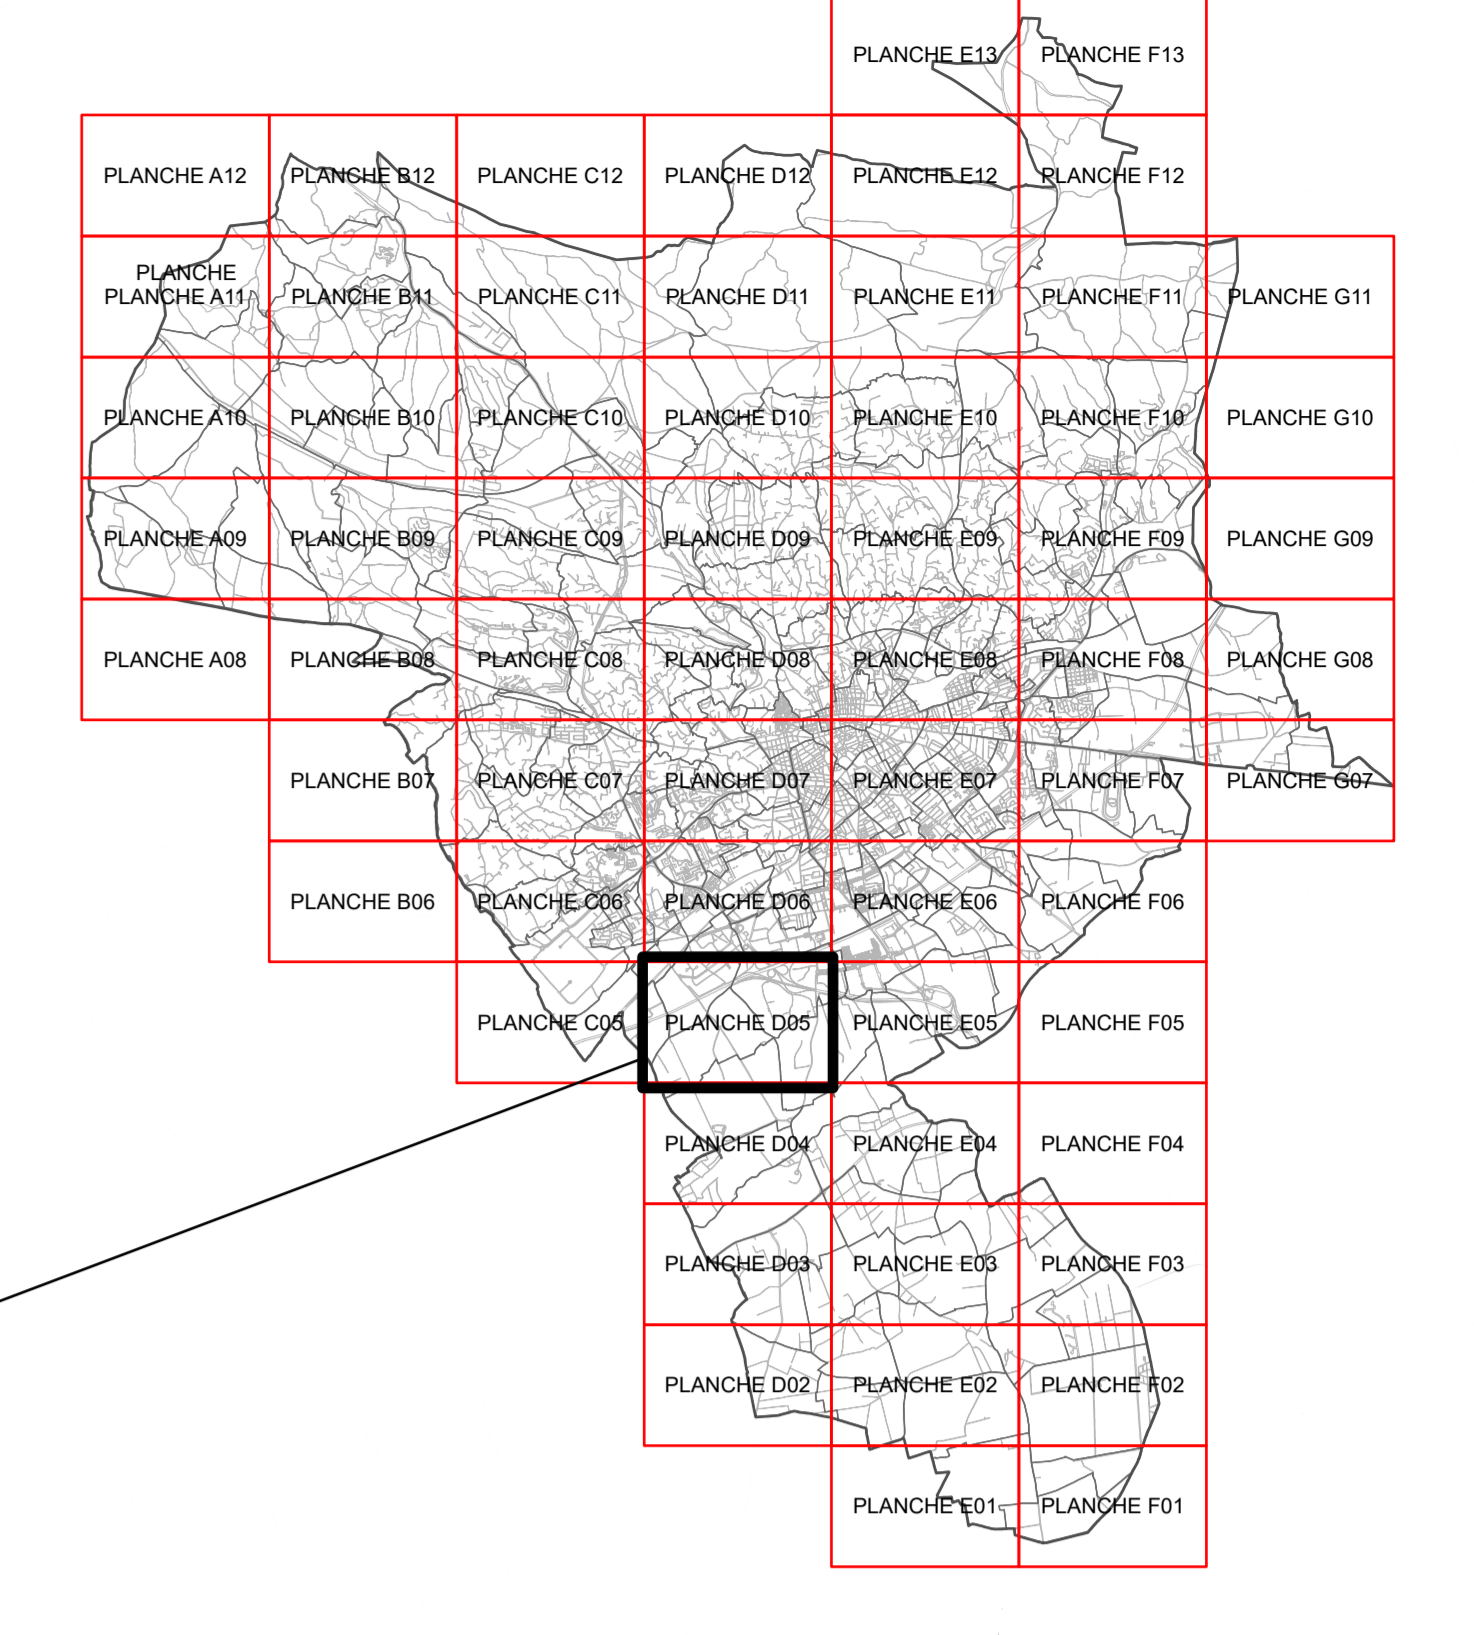 PLANCHE E13
PLANCHE F13
PLANCHE A12
PLANCHE B12
PLANCHE C12
PLANCHE D12
PLANCHE E12
PLANCHE F12
PLANCHE
PLANCHE A11
PLANCHE B11
PLANCHE C11
PLANCHE D11
PLANCHE E11
PLANCHE F11
PLANCHE G11
PLANCHE A10
PLANCHE B10
PLANCHE C10
PLANCHE D10
PLANCHE E10
PLANCHE F10
PLANCHE G10
PLANCHE A09
PLANCHE B09
PLANCHE C09
PLANCHE D09
PLANCHE E09
PLANCHE F09
PLANCHE G09
PLANCHE A08
PLANCHE B08
PLANCHE C08
PLANCHE D08
PLANCHE E08
PLANCHE F08
PLANCHE G08
PLANCHE B07
PLANCHE C07
PLANCHE D07
PLANCHE E07
PLANCHE F07
PLANCHE G07
PLANCHE B06
PLANCHE C06
PLANCHE D06
PLANCHE E06
PLANCHE F06
PLANCHE C05
PLANCHE D05
PLANCHE E05
PLANCHE F05
PLANCHE D04
PLANCHE E04
PLANCHE F04
PLANCHE D03
PLANCHE E03
PLANCHE F03
PLANCHE D02
PLANCHE E02
PLANCHE F02
PLANCHE E01
PLANCHE F01